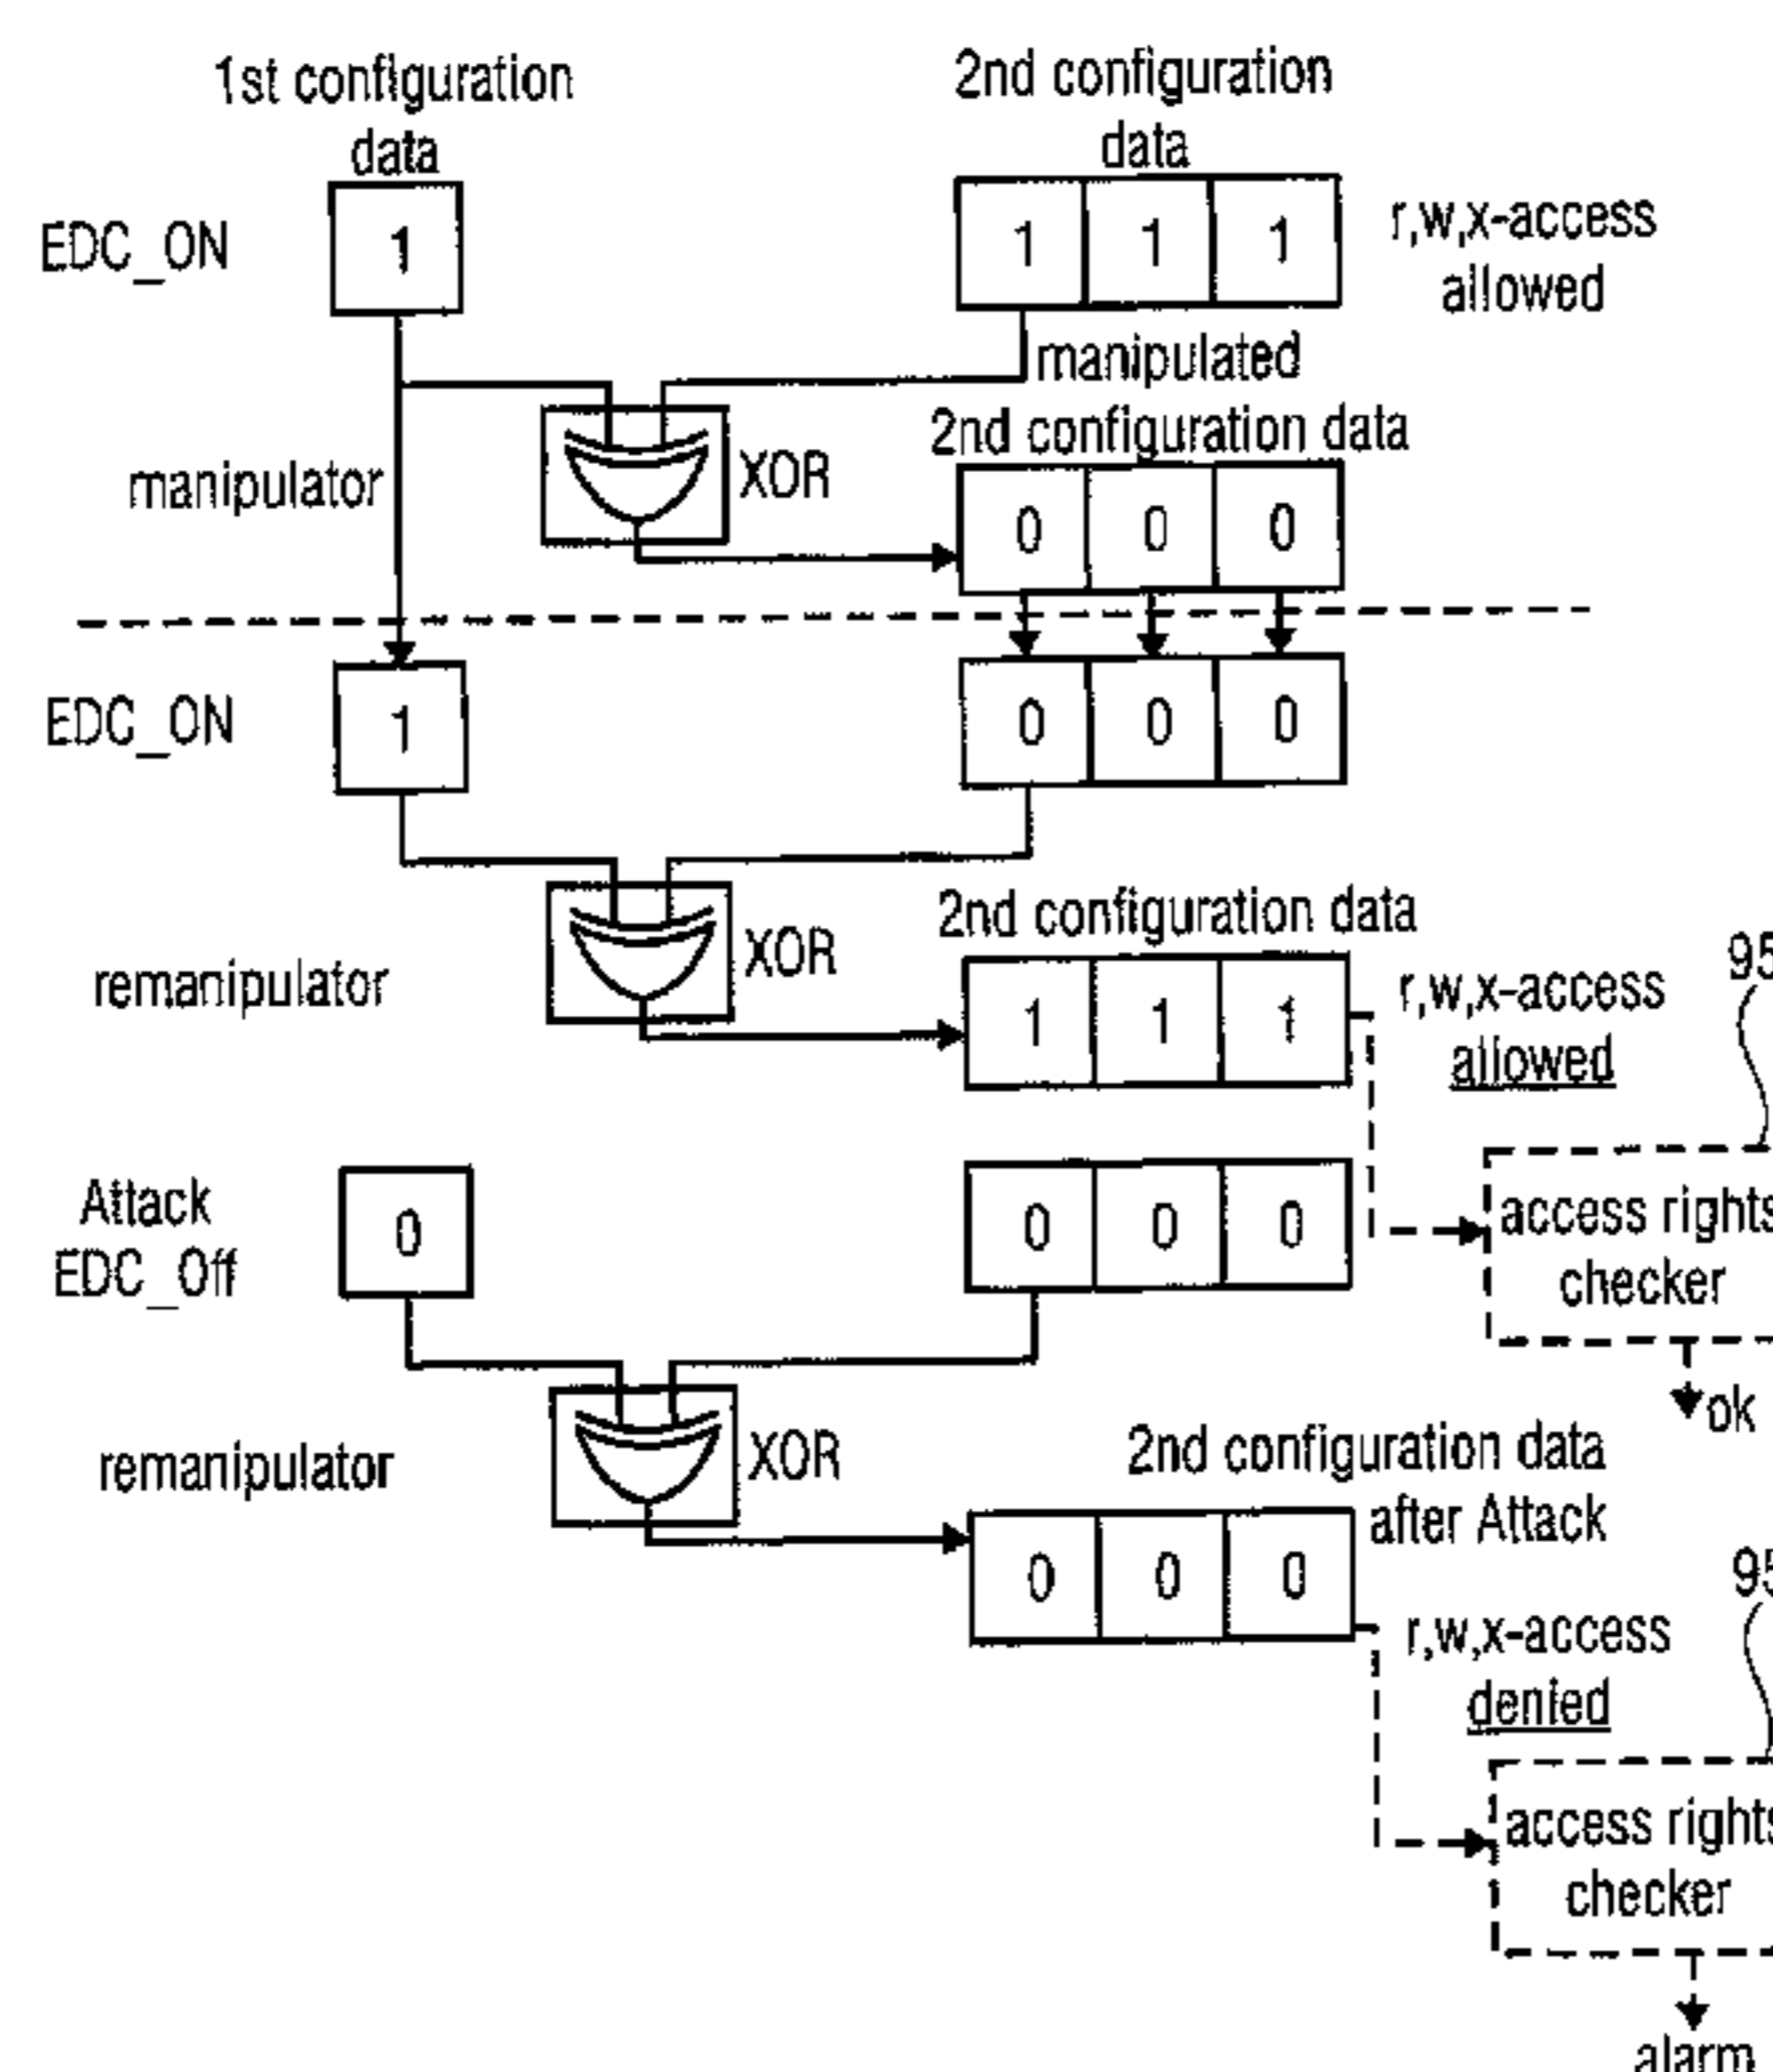 1st configuration
data
2nd configuration
data
EDC_ON
1
1 1 1
r,w,x-access
allowed
manipulated
2nd configuration data
manipulator
XOR
0 0 0
EDC_ON
1
0 0 0
2nd configuration data
remanipulator
XOR
1 1 1
r,w,x-access
allowed
95
Attack
EDC_Off
0
0 0 0
access rights
checker
ok
remanipulator
XOR
2nd configuration data
after Attack
0 0 0
95
r,w,x-access
denied
access rights
checker
alarm